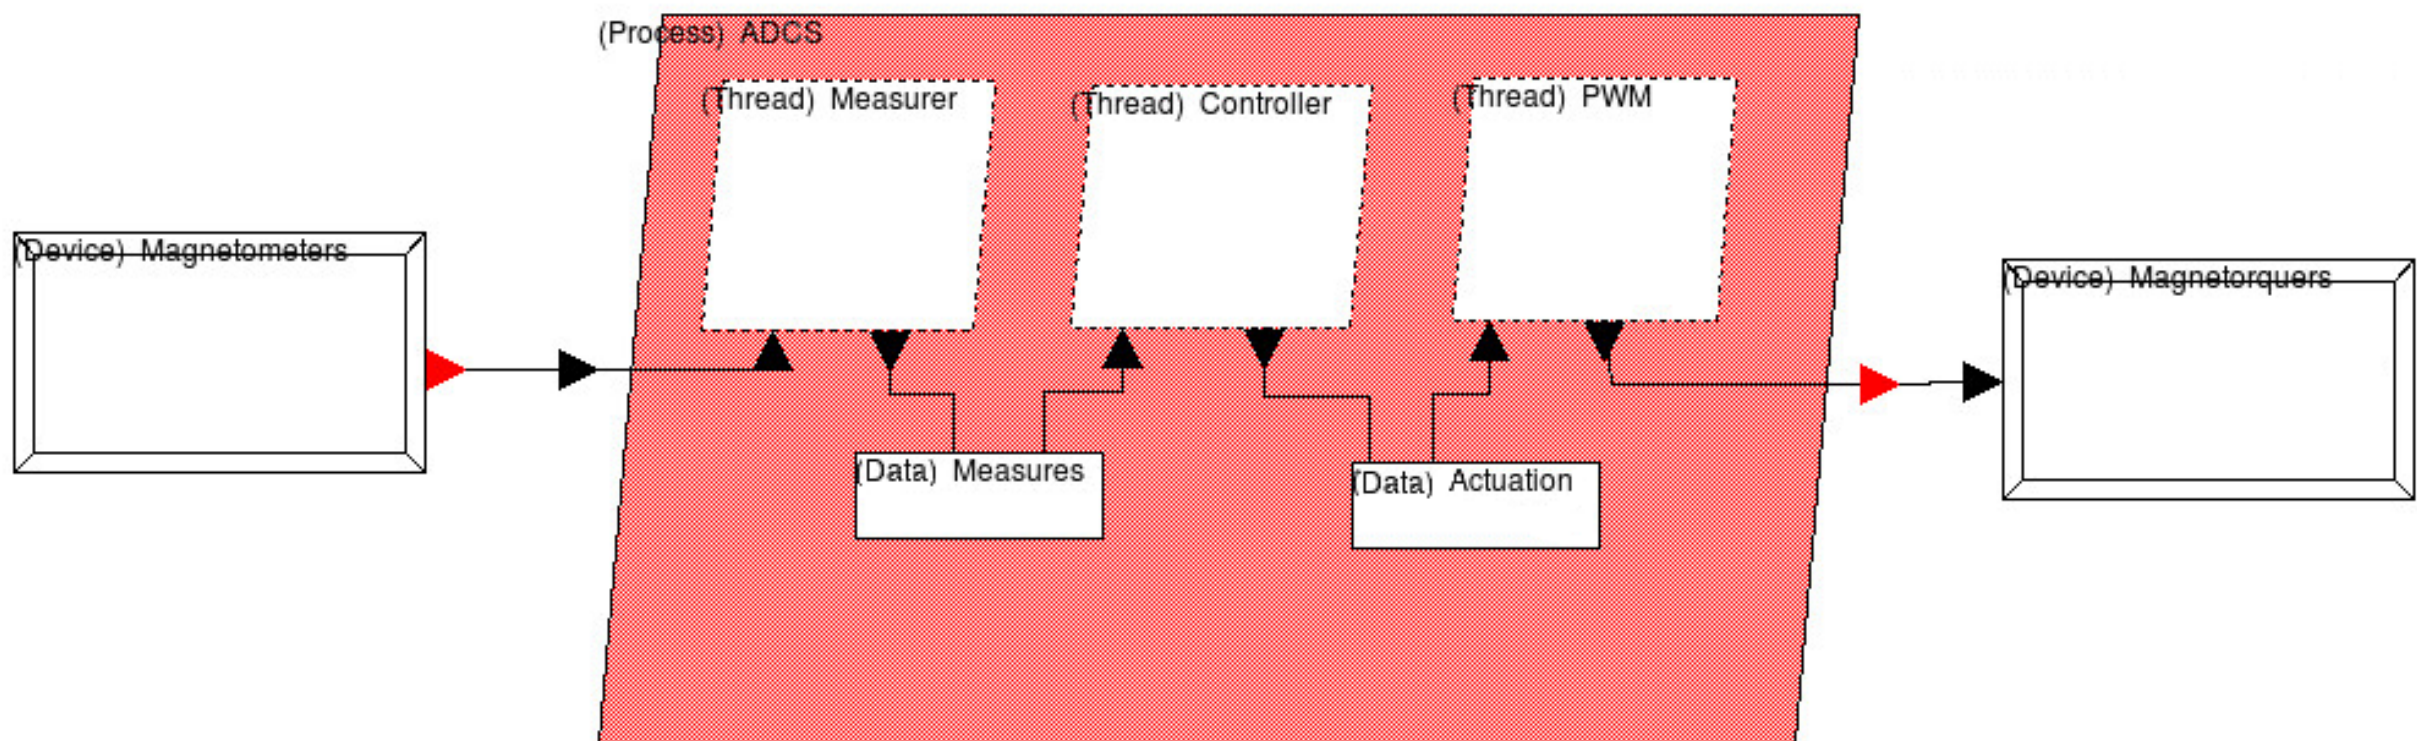 (Process) ADCS
(Thread) Measurer
(Thread) Controller
(Thread) PWM
(Device) Magnetometers
(Device) Magnetorquers
(Data) Measures
(Data) Actuation